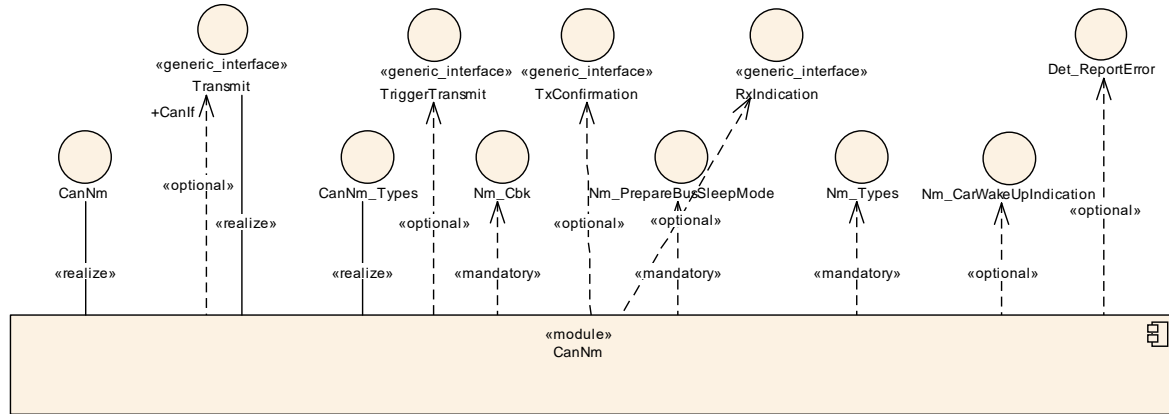 «generic_interface»
Transmit
«generic_interface»
TriggerTransmit
«generic_interface»
TxConfirmation
«generic_interface»
RxIndication
Det_ReportError
+CanIf
CanNm
«optional»
«realize»
CanNm_Types
Nm_Cbk
Nm_PrepareBusSleepMode
Nm_Types
Nm_CarWakeUpIndication
«optional»
«optional»
«optional»
«optional»
«realize»
«realize»
«mandatory»
«mandatory»
«mandatory»
«optional»
«module»
CanNm